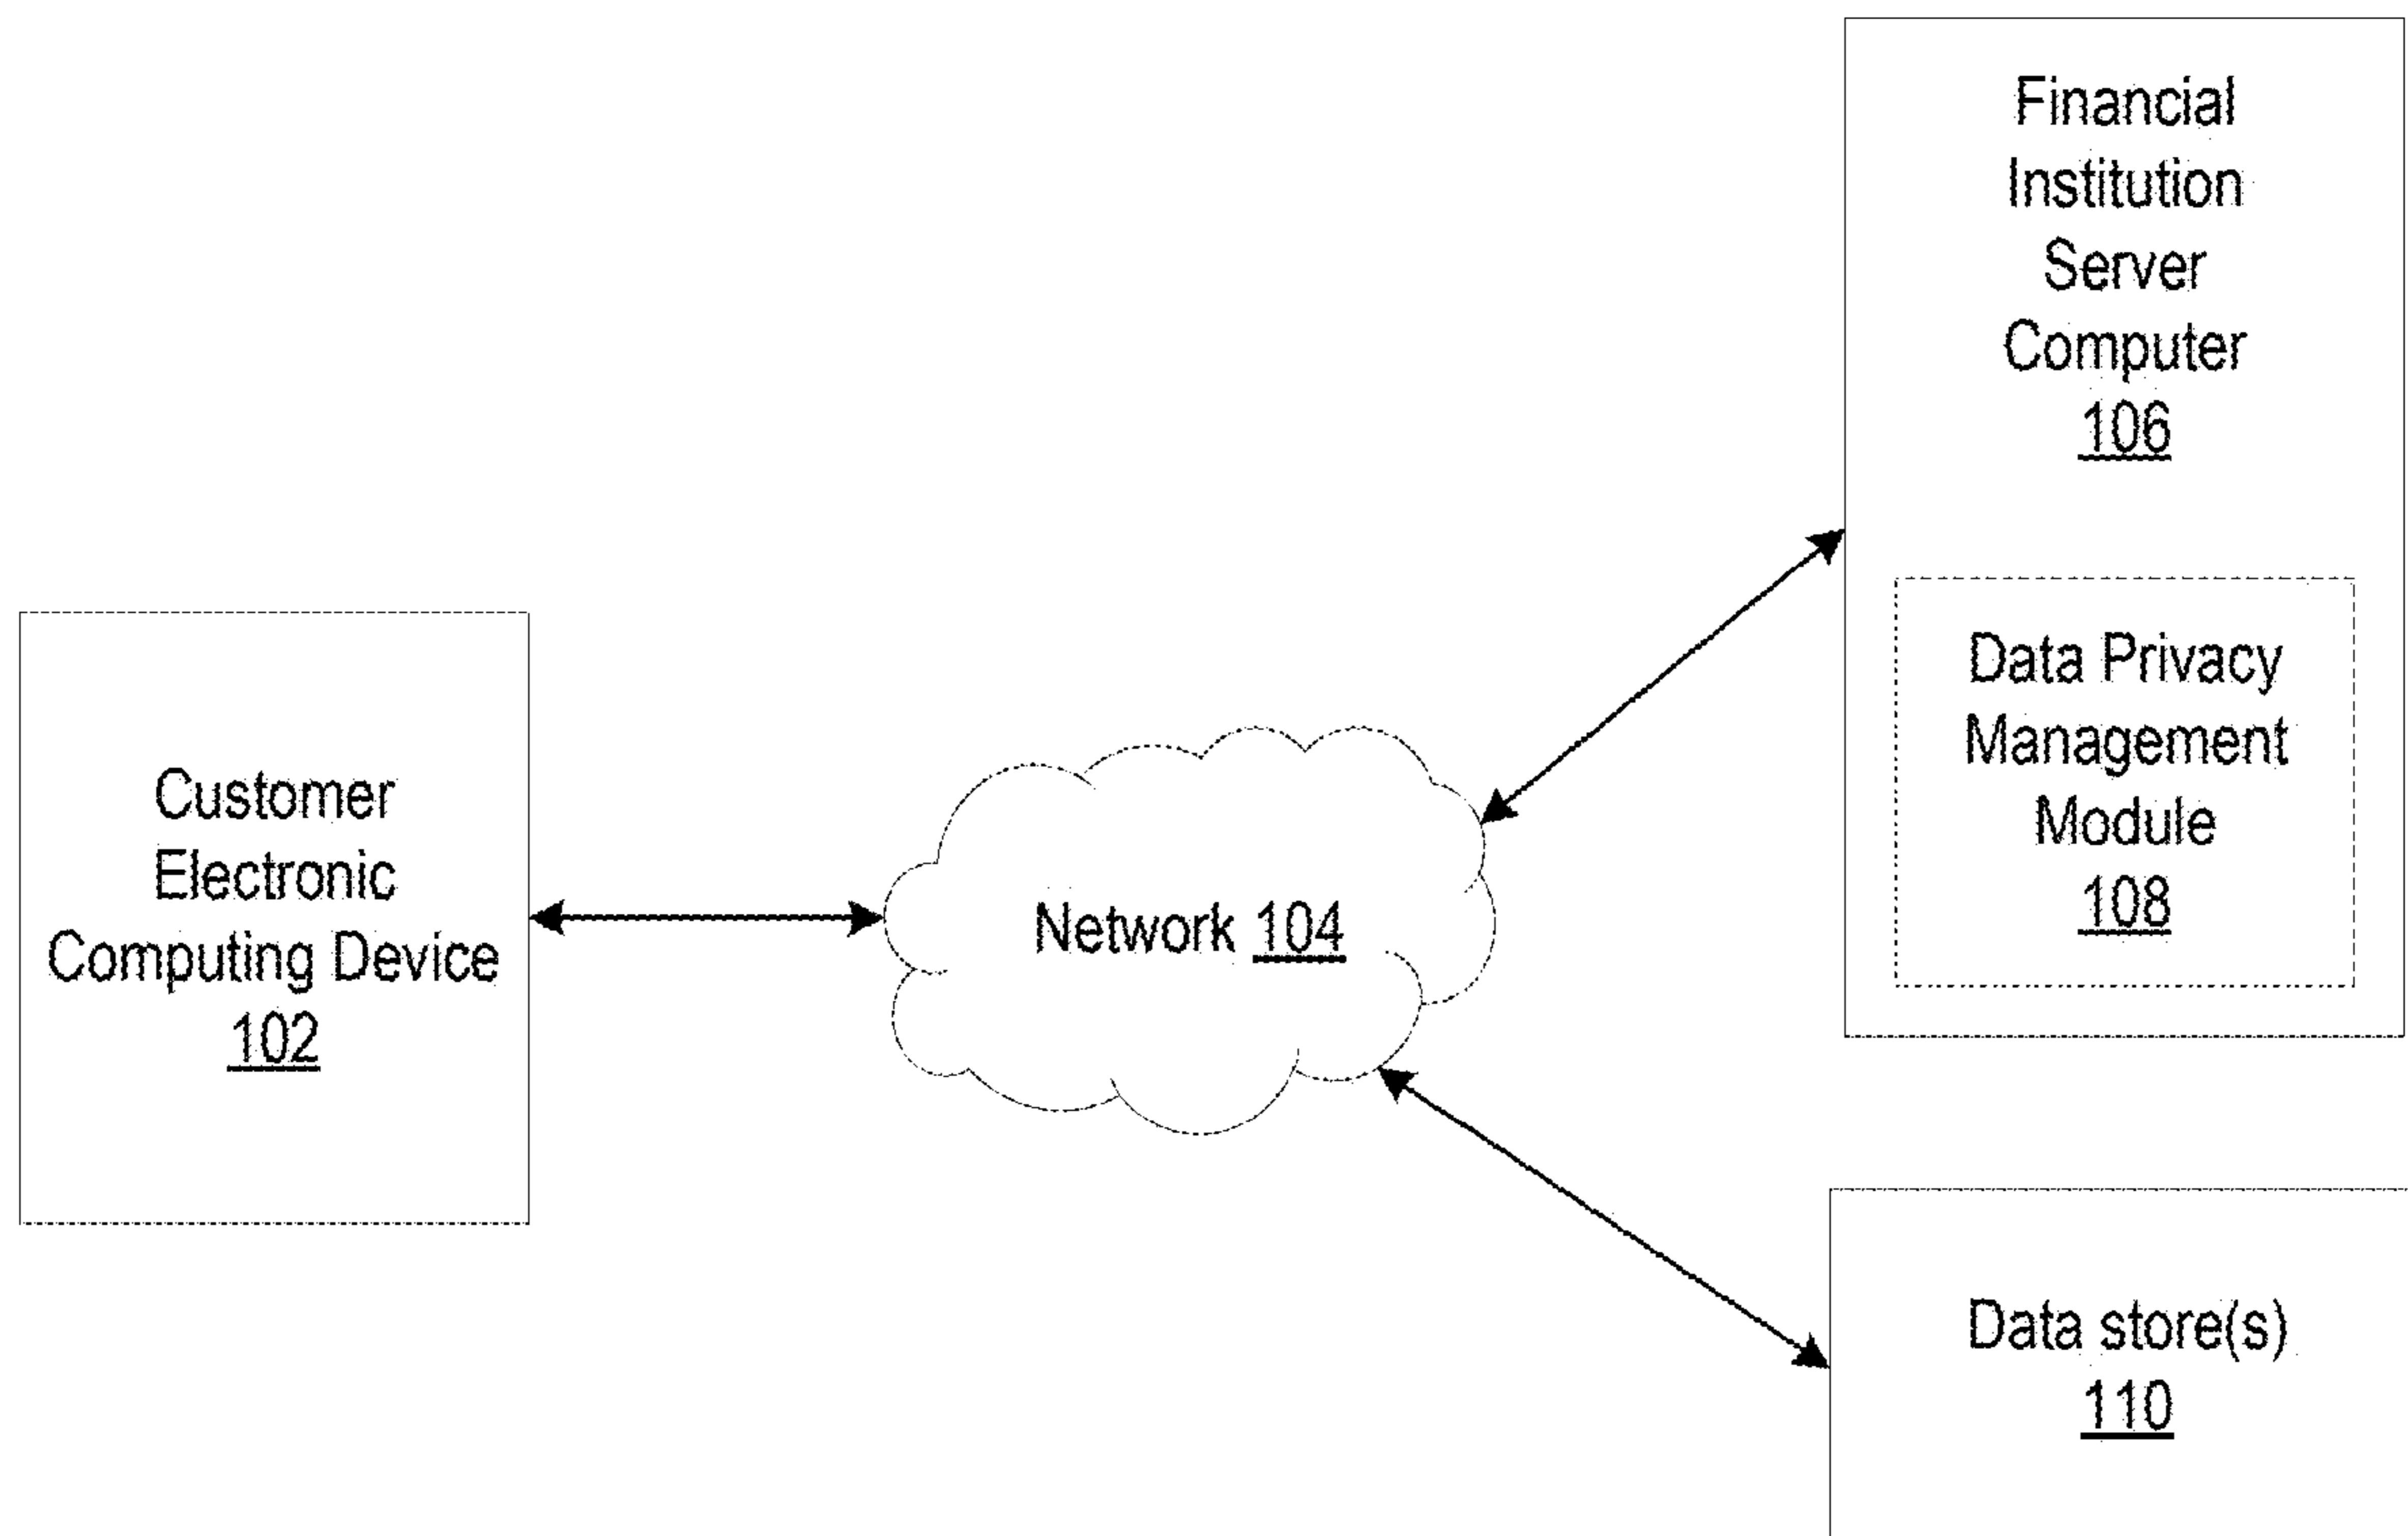 Financial
Institution
Server
Computer
106
Data Privacy
Management
Module
108
Customer
Electronic
Computing Device
102
Network 104
Data store(s)
110